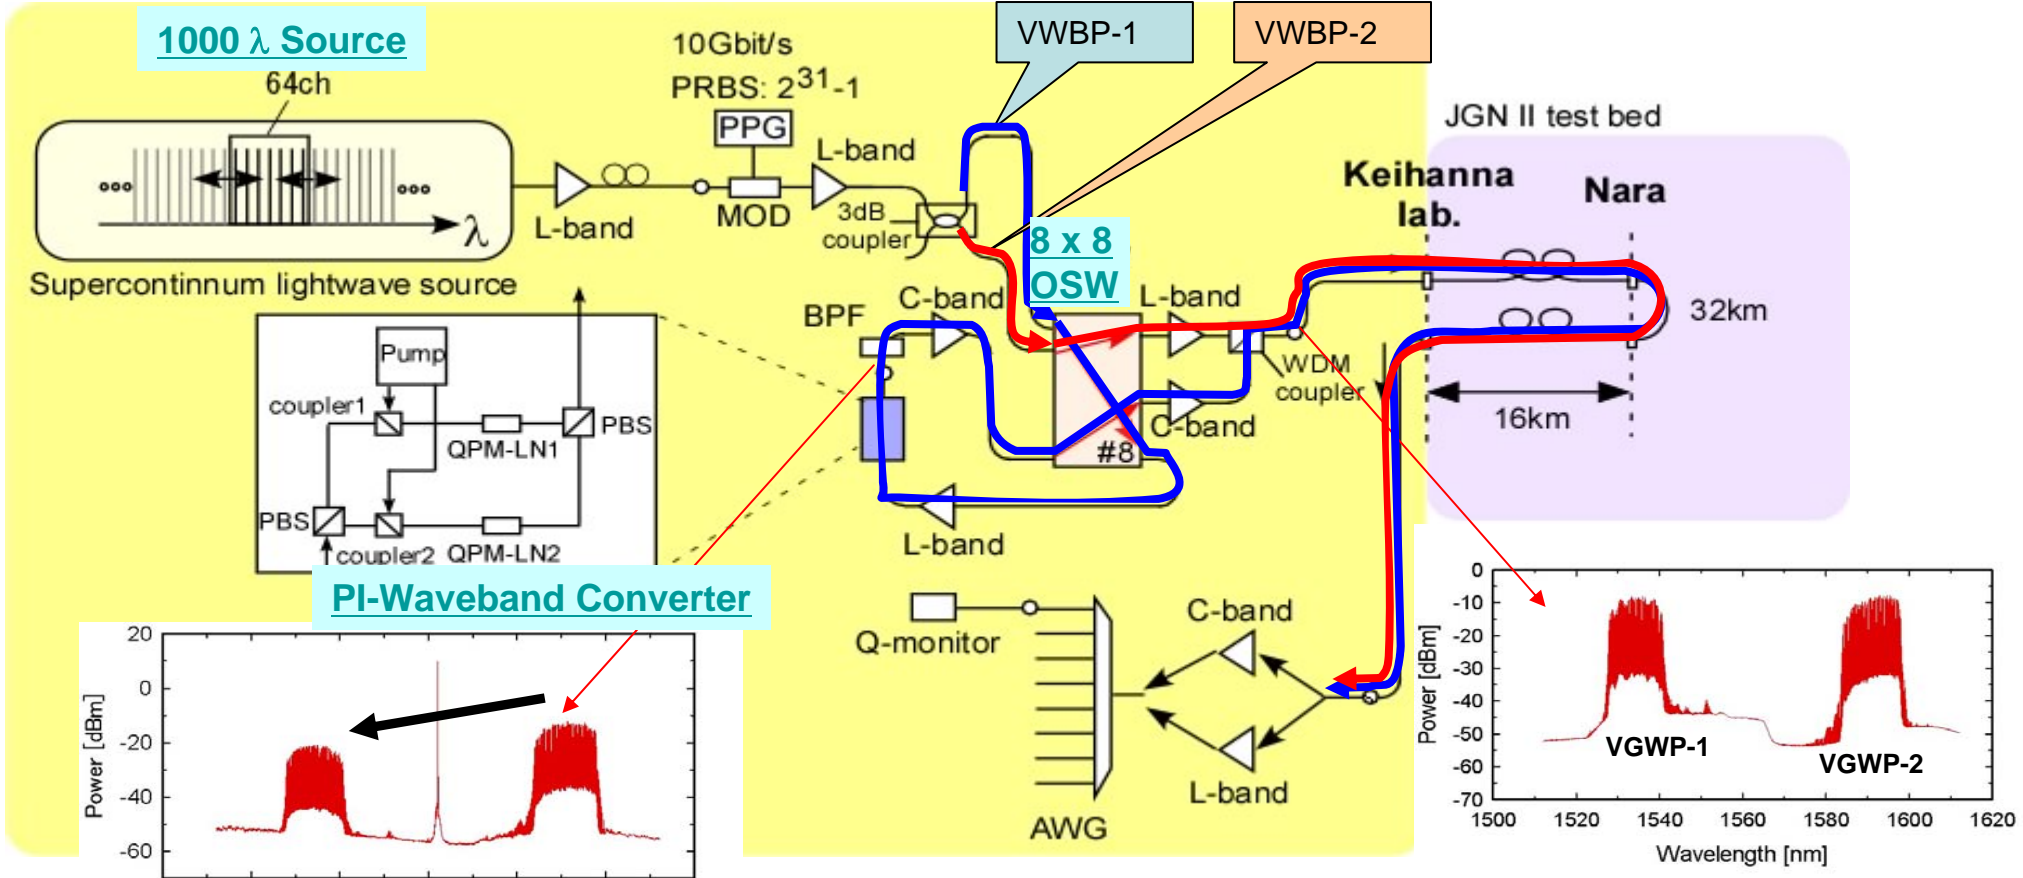 1000 λ Source
64ch
λ
Supercontinnum lightwave source
L-band
10Gbit/s
PRBS: 2^31-1
PPG
MOD
L-band
3dB
coupler
VWBP-1
VWBP-2
8 x 8
OSW
#8
L-band
C-band
WDM
coupler
BPF
C-band
L-band
JGN II test bed
Keihanna
lab.
Nara
32km
16km
Pump
coupler1
QPM-LN1
PBS
PBS
coupler2
QPM-LN2
PI-Waveband Converter
Q-monitor
AWG
C-band
L-band
Power [dBm]
20
0
-20
-40
-60
Power [dBm]
0
-10
-20
-30
-40
-50
-60
-70
VGWP-1
VGWP-2
1500 1520 1540 1560 1580 1600 1620
Wavelength [nm]